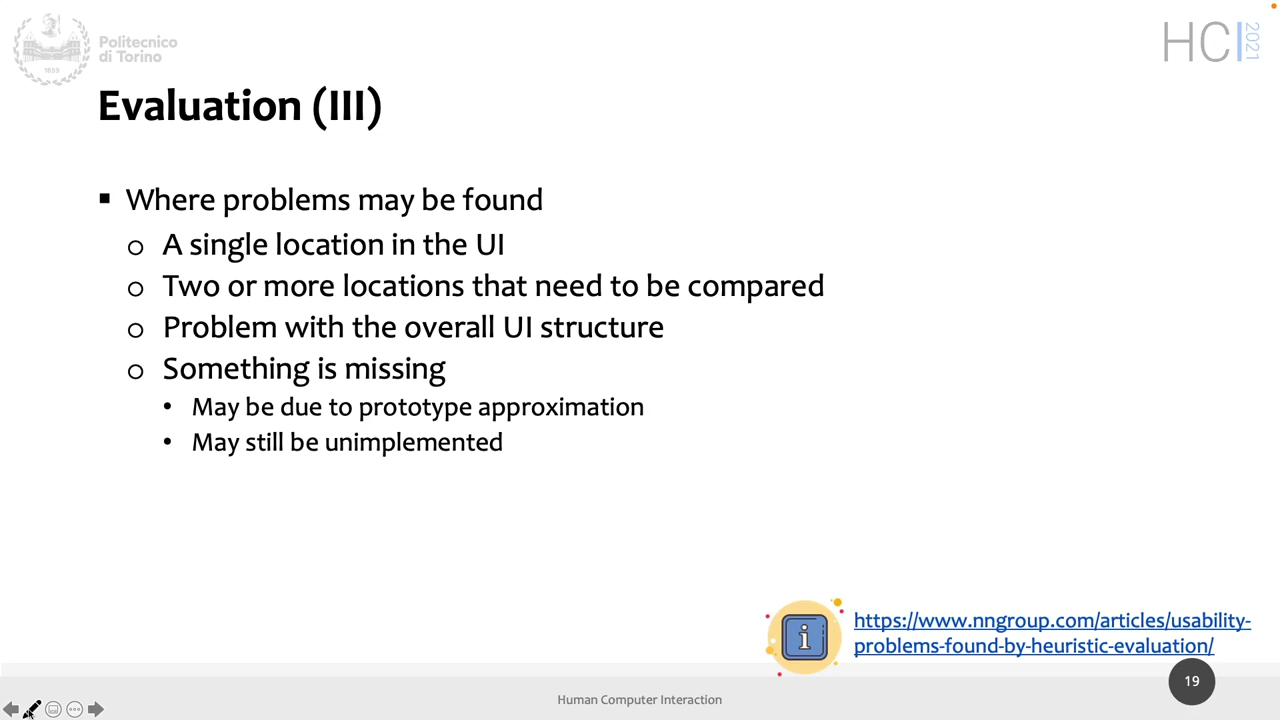 Politecnico
di Torino
1859
HCI 2021
Evaluation (III)
▪ Where problems may be found
o A single location in the UI
o Two or more locations that need to be compared
o Problem with the overall UI structure
o Something is missing
• May be due to prototype approximation
• May still be unimplemented
https://www.nngroup.com/articles/usability-
problems-found-by-heuristic-evaluation/
19
Human Computer Interaction